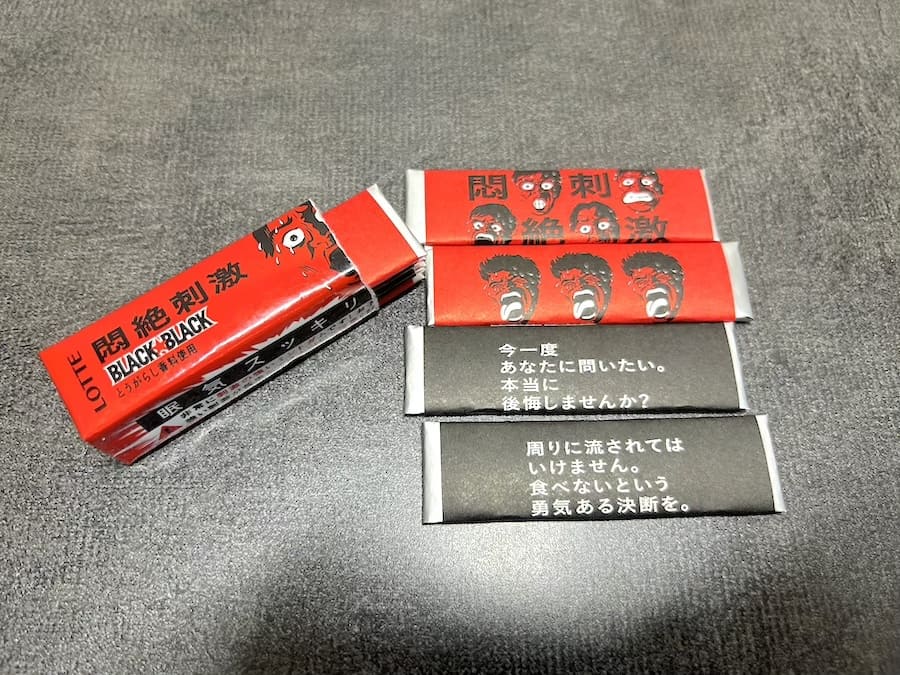 LOTTE
悶絶刺激
BLACK BLACK
とうがらし香料使用
眠気スッキリ
悶 刺
絶 激
今一度
あなたに問いたい。
本当に
後悔しませんか?
周りに流されては
いけません。
食べないという
勇気ある決断を。